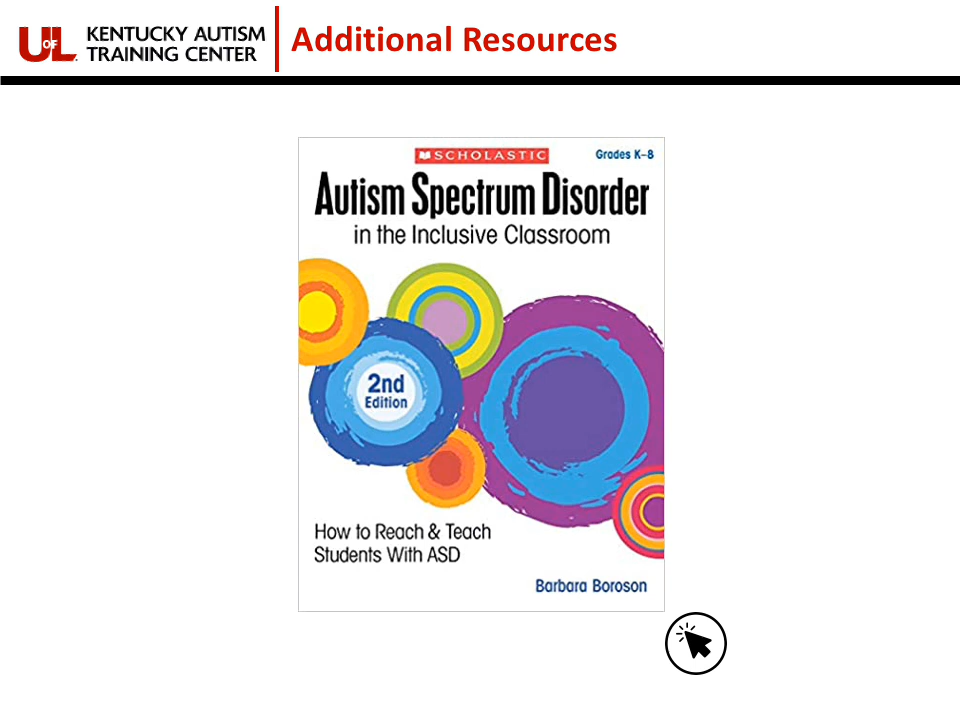 UofL
KENTUCKY AUTISM
TRAINING CENTER
Additional Resources
SCHOLASTIC
Grades K–8
Autism Spectrum Disorder
in the Inclusive Classroom
2nd
Edition
How to Reach & Teach
Students With ASD
Barbara Boroson